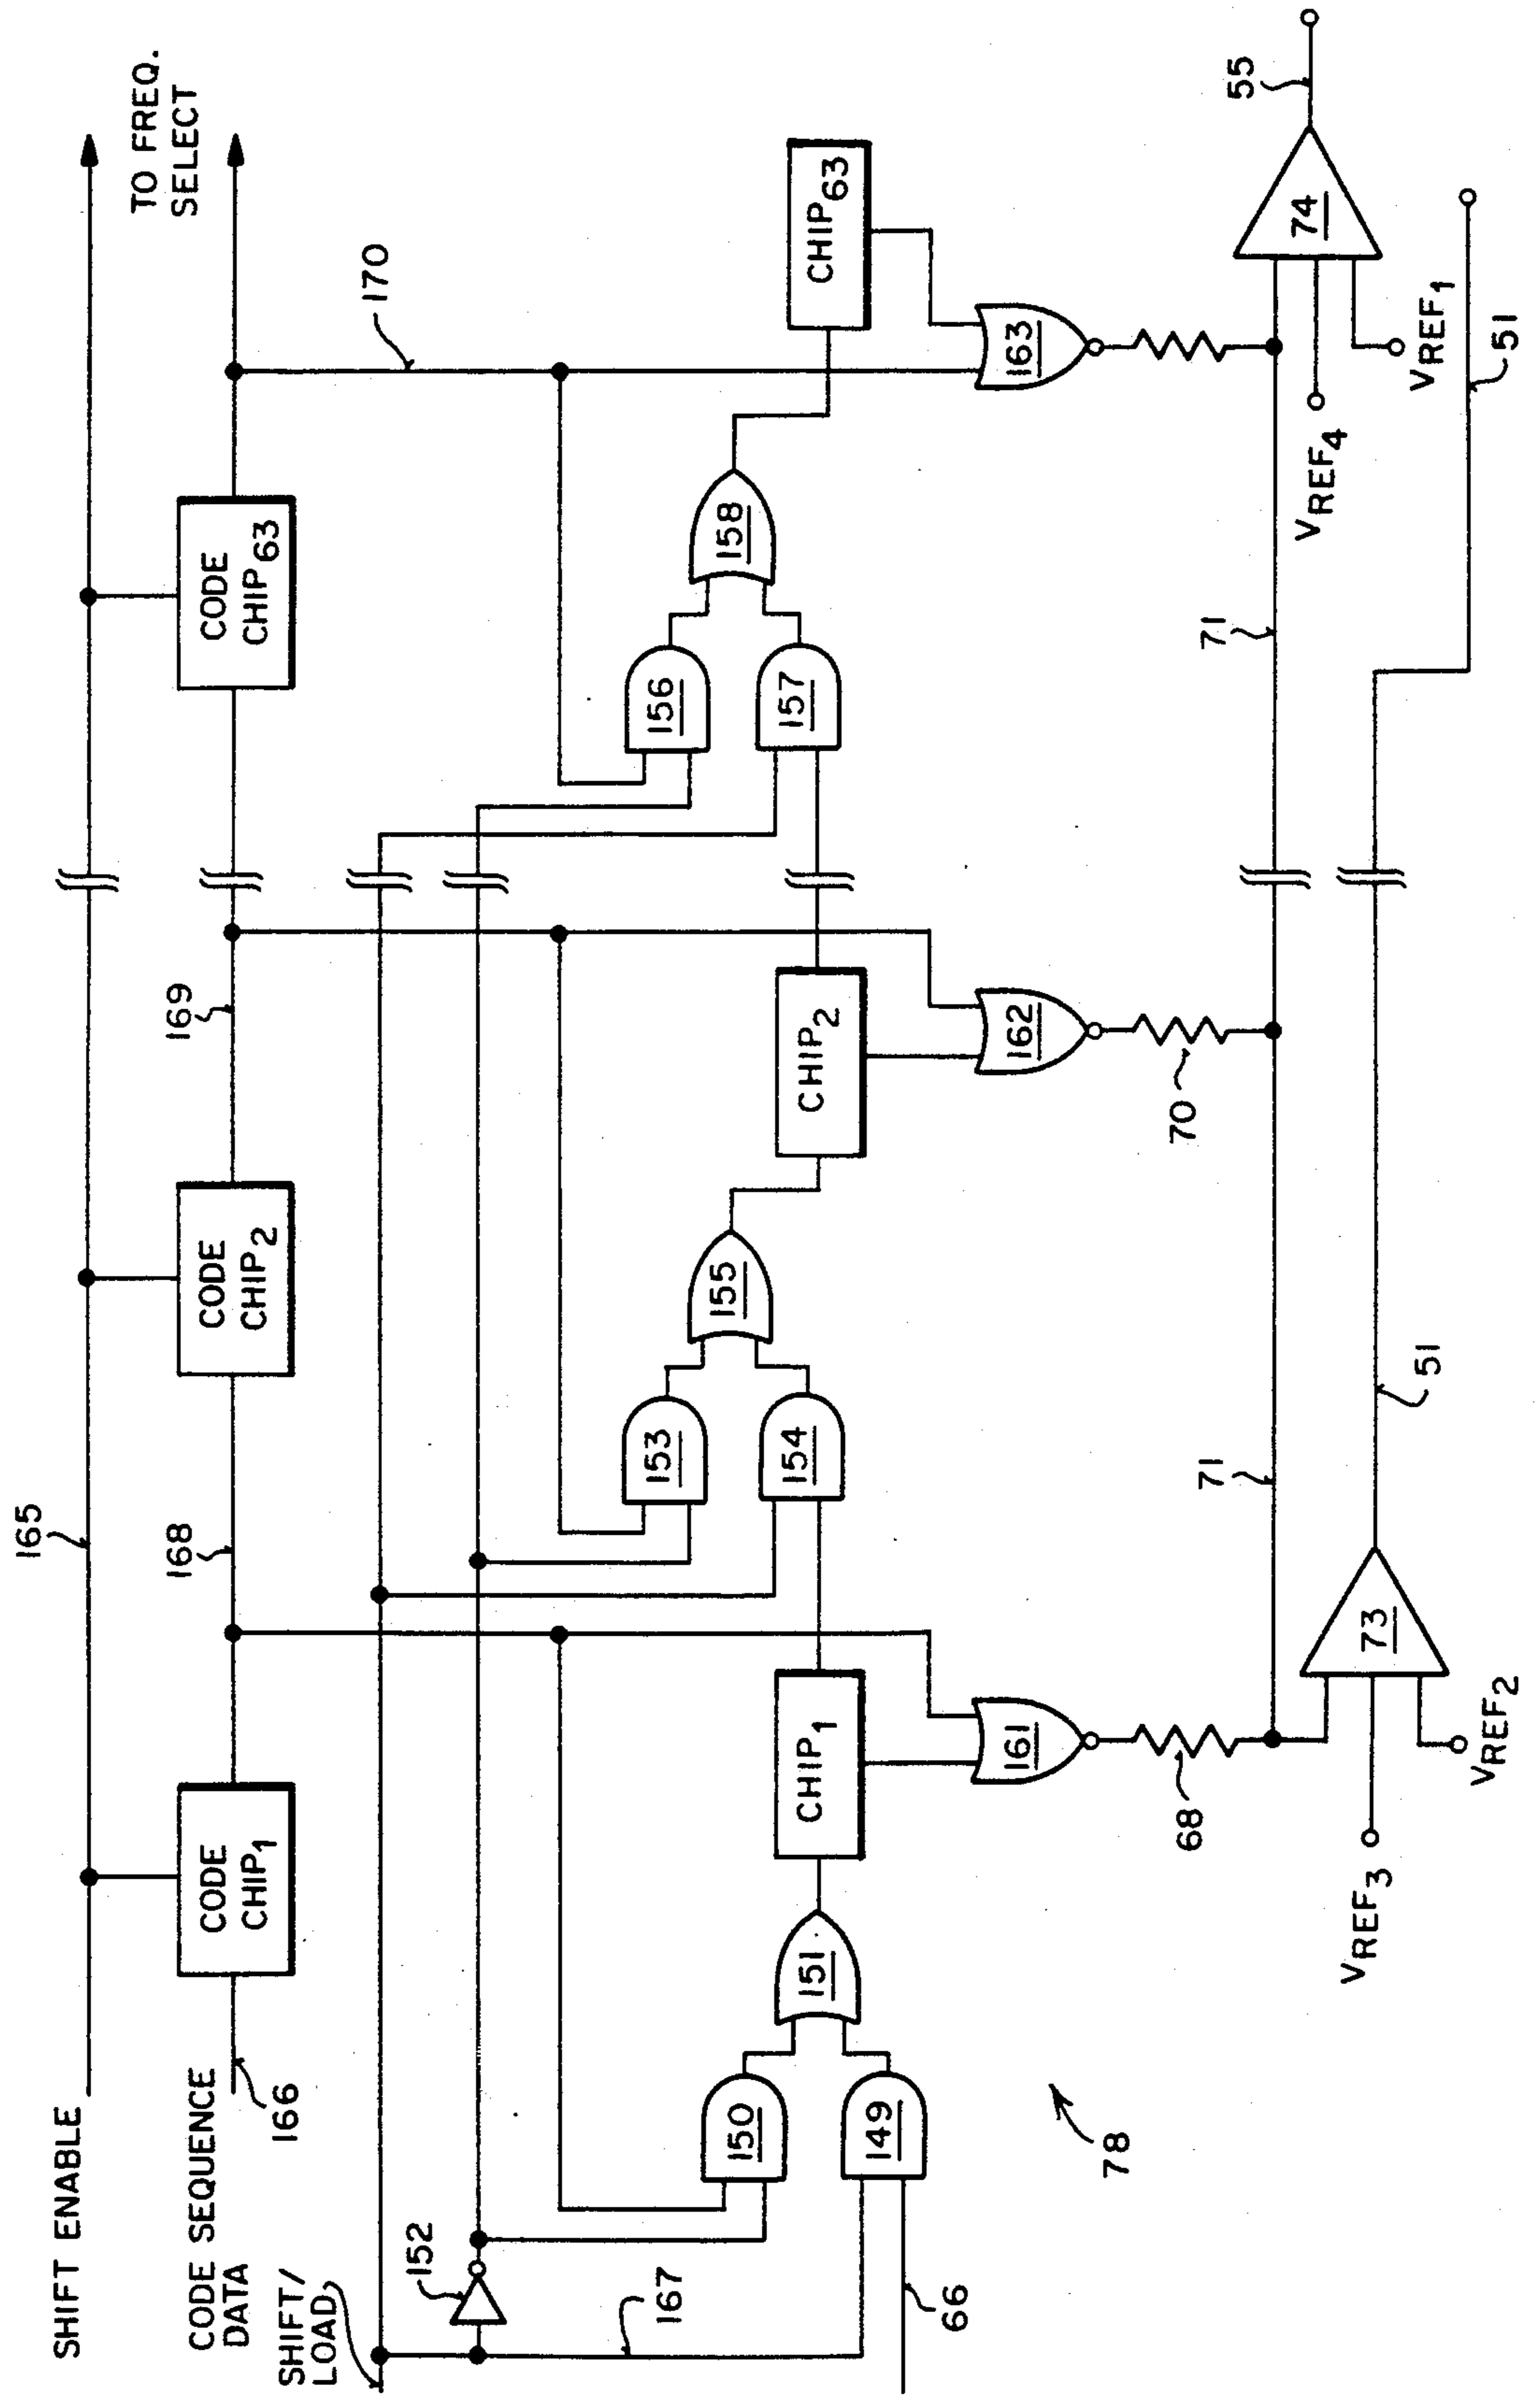 SHIFT ENABLE
165
CODE SEQUENCE
DATA
166
CODE
CHIP1
168
CODE
CHIP2
169
CODE
CHIP63
TO FREQ.
SELECT
SHIFT/
LOAD
152
167
170
150
149
66
151
CHIP1
153
154
155
CHIP2
156
157
158
CHIP63
161
162
163
68
70
71
71
78
73
VREF3
VREF2
51
51
74
VREF4
VREF1
55